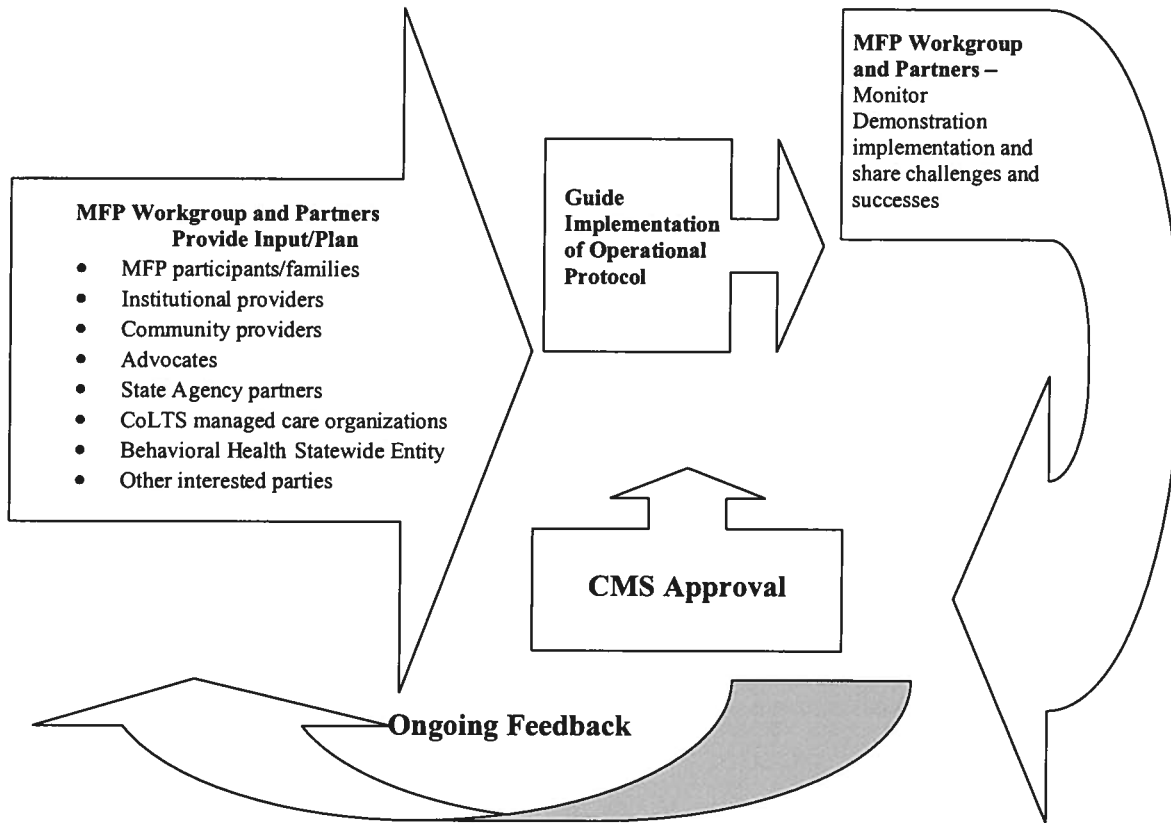 MFP Workgroup and Partners
Provide Input/Plan
• MFP participants/families
• Institutional providers
• Community providers
• Advocates
• State Agency partners
• CoLTS managed care organizations
• Behavioral Health Statewide Entity
• Other interested parties
Guide
Implementation
of Operational
Protocol
MFP Workgroup
and Partners –
Monitor
Demonstration
implementation and
share challenges and
successes
CMS Approval
Ongoing Feedback